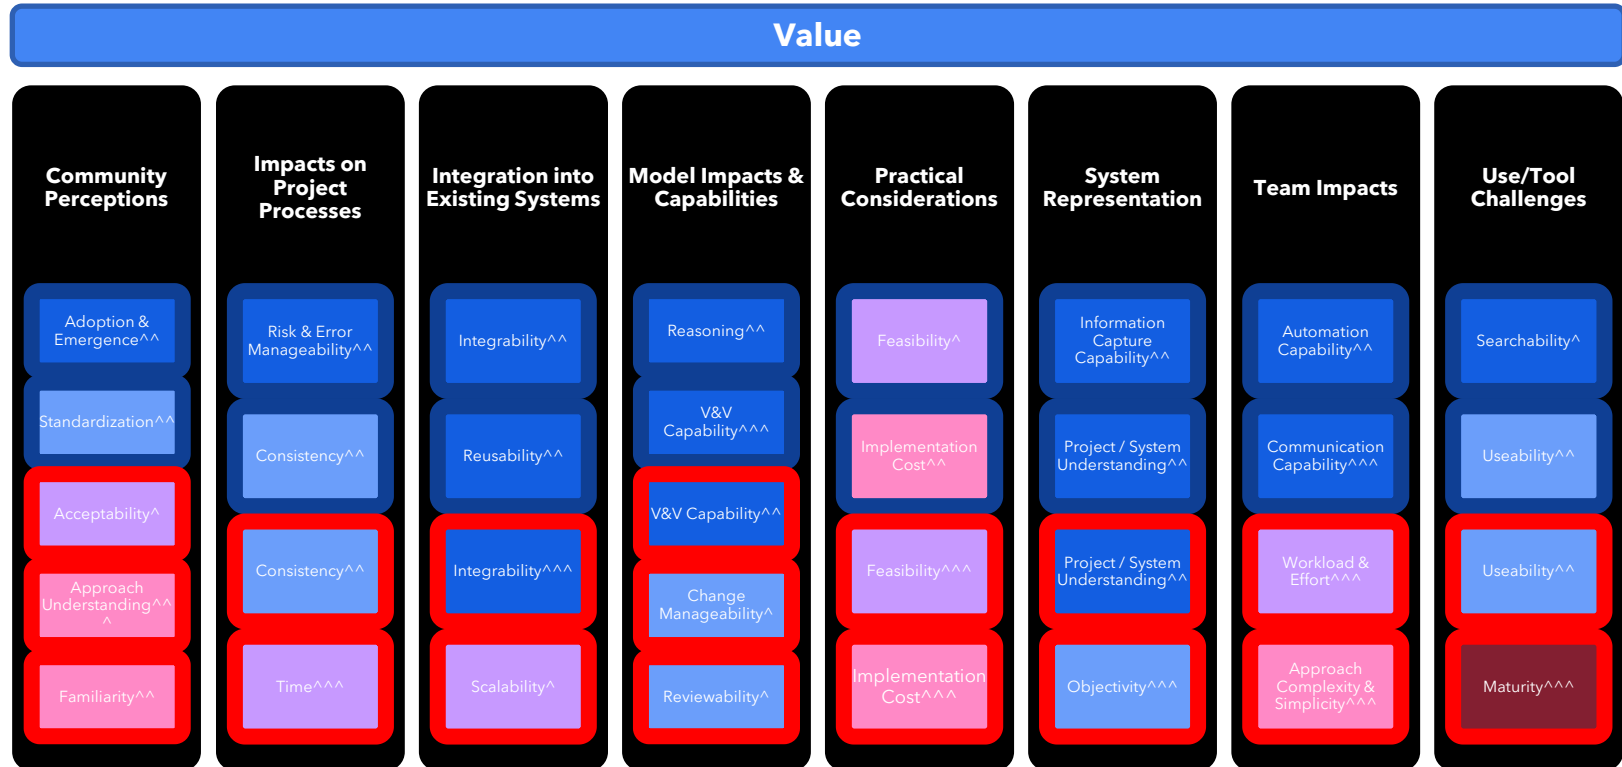 Value
Community
Perceptions
Adoption &
Emergence^^
Standardization^^
Acceptability^
Approach
Understanding^^
^
Familiarity^^
Impacts on
Project
Processes
Risk & Error
Manageability^^
Consistency^^
Consistency^^
Time^^^
Integration into
Existing Systems
Integrability^^
Reusability^^
Integrability^^^
Scalability^
Model Impacts &
Capabilities
Reasoning^^
V&V
Capability^^^
V&V Capability^^
Change
Manageability^
Reviewability^
Practical
Considerations
Feasibility^
Implementation
Cost^^
Feasibility^^^
Implementation
Cost^^^
System
Representation
Information
Capture
Capability^^
Project / System
Understanding^^
Project / System
Understanding^^
Objectivity^^^
Team Impacts
Automation
Capability^^
Communication
Capability^^^
Workload &
Effort^^^
Approach
Complexity &
Simplicity^^^
Use/Tool
Challenges
Searchability^
Useability^^
Useability^^
Maturity^^^